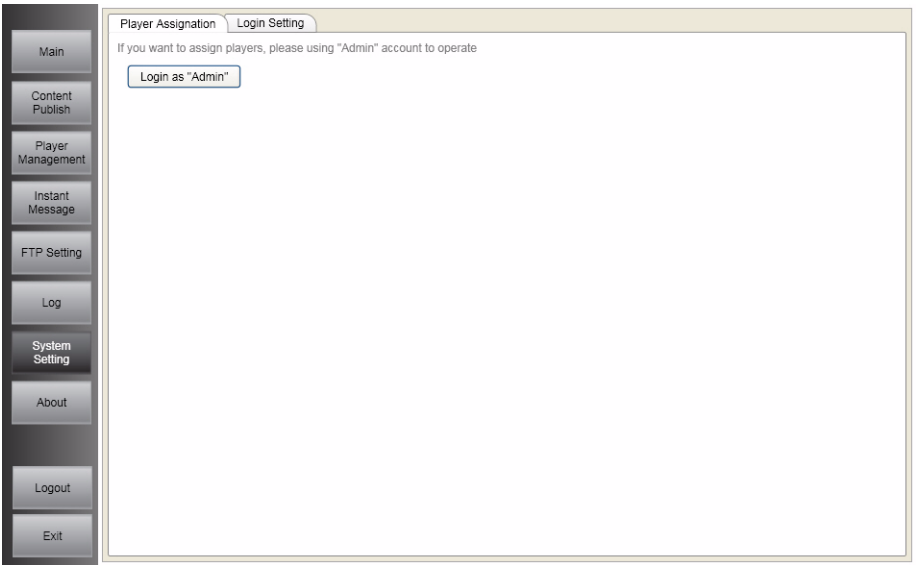 Main
Content
Publish
Player
Management
Instant
Message
FTP Setting
Log
System
Setting
About
Logout
Exit
Player Assignation
Login Setting
If you want to assign players, please using "Admin" account to operate
Login as "Admin"